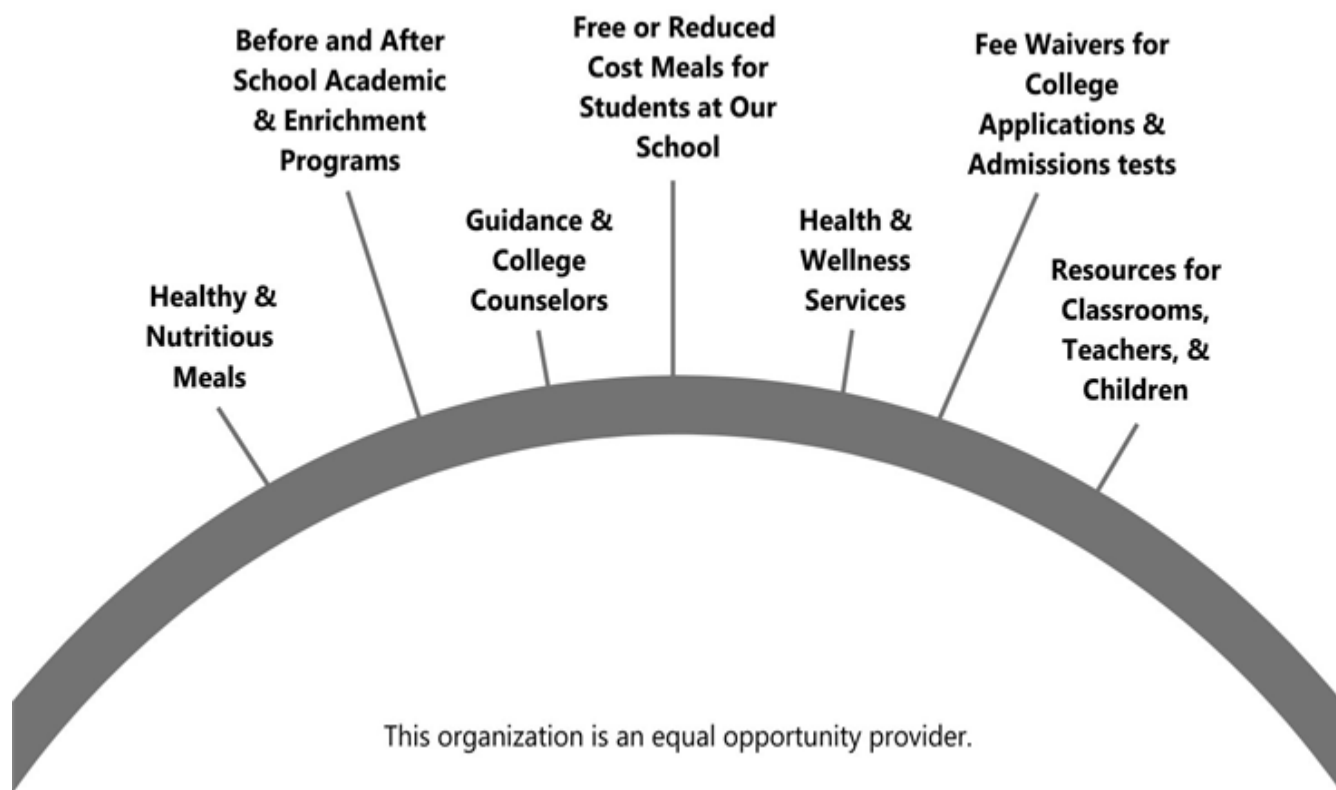 Healthy &
Nutritious
Meals
Before and After
School Academic
& Enrichment
Programs
Guidance &
College
Counselors
Free or Reduced
Cost Meals for
Students at Our
School
Health &
Wellness
Services
Fee Waivers for
College
Applications &
Admissions tests
Resources for
Classrooms,
Teachers, &
Children
This organization is an equal opportunity provider.